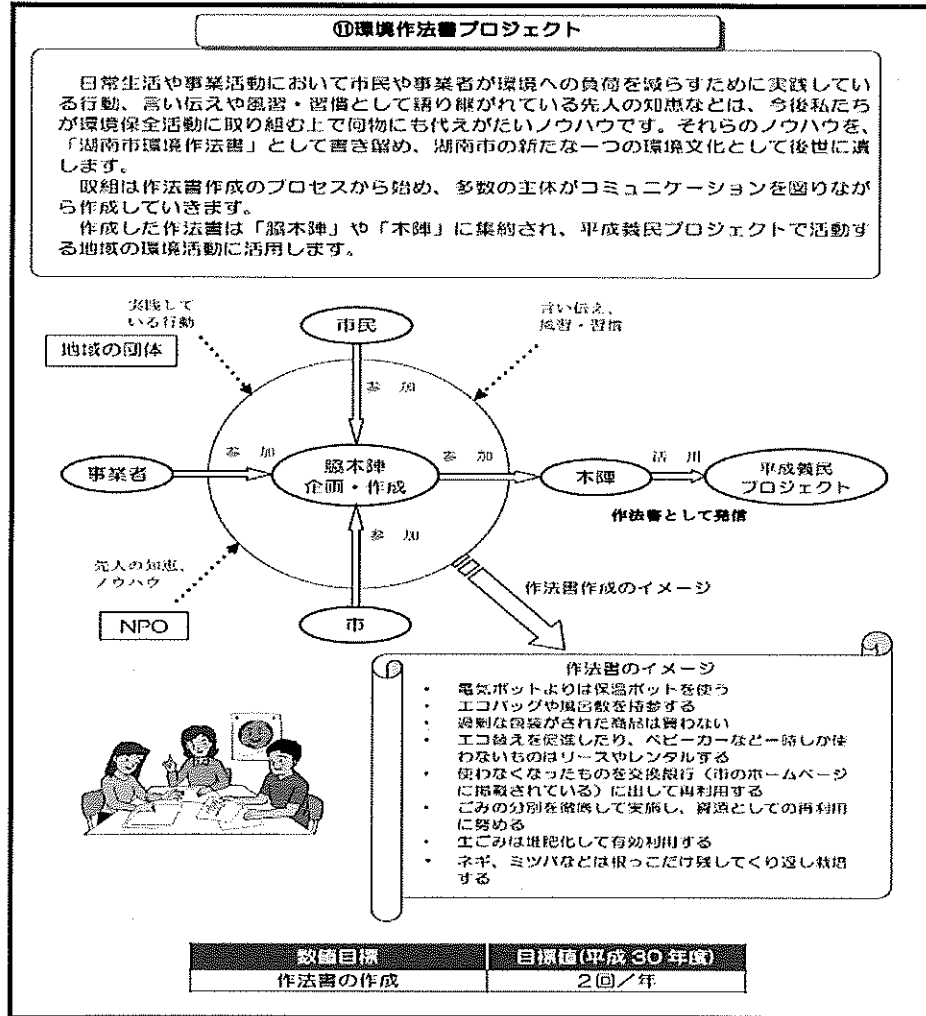 ⑪環境作法書プロジェクト
日常生活や事業活動において市民や事業者が環境への負荷を減らすために実践してい
る行動、言い伝えや風習・習慣として語り継がれている先人の知恵などは、今後私たち
が環境保全活動に取り組む上で何物にも代えがたいノウハウです。それらのノウハウを、
「湖南市環境作法書」として書き留め、湖南市の新たな一つの環境文化として後世に遺
します。
取組は作法書作成のプロセスから始め、多数の主体がコミュニケーションを図りなが
ら作成していきます。
作成した作法書は「脇本陣」や「本陣」に集約され、平成義民プロジェクトで活動す
る地域の環境活動に活用します。
実践して
いる行動
地域の団体
市民
言い伝え、
風習・習慣
参 加
事業者
参 加
脇本陣
企画・作成
参 加
本陣
活 用
平成義民
プロジェクト
作法書として発信
参 加
先人の知恵、
ノウハウ
NPO
市
作法書作成のイメージ
作法書のイメージ
・ 電気ポットよりは保温ポットを使う
・ エコバッグや風呂敷を持参する
・ 過剰な包装がされた商品は買わない
・ エコ替えを促進したり、ベビーカーなど一時しか使
わないものはリースやレンタルする
・ 使わなくなったものを交換銀行（市のホームページ
に掲載されている）に出して再利用する
・ ごみの分別を徹底して実施し、資源としての再利用
に努める
・ 生ごみは堆肥化して有効利用する
・ ネギ、ミツバなどは根っこだけ残してくり返し栽培
する
数値目標
目標値(平成 30 年度)
作法書の作成
2回／年